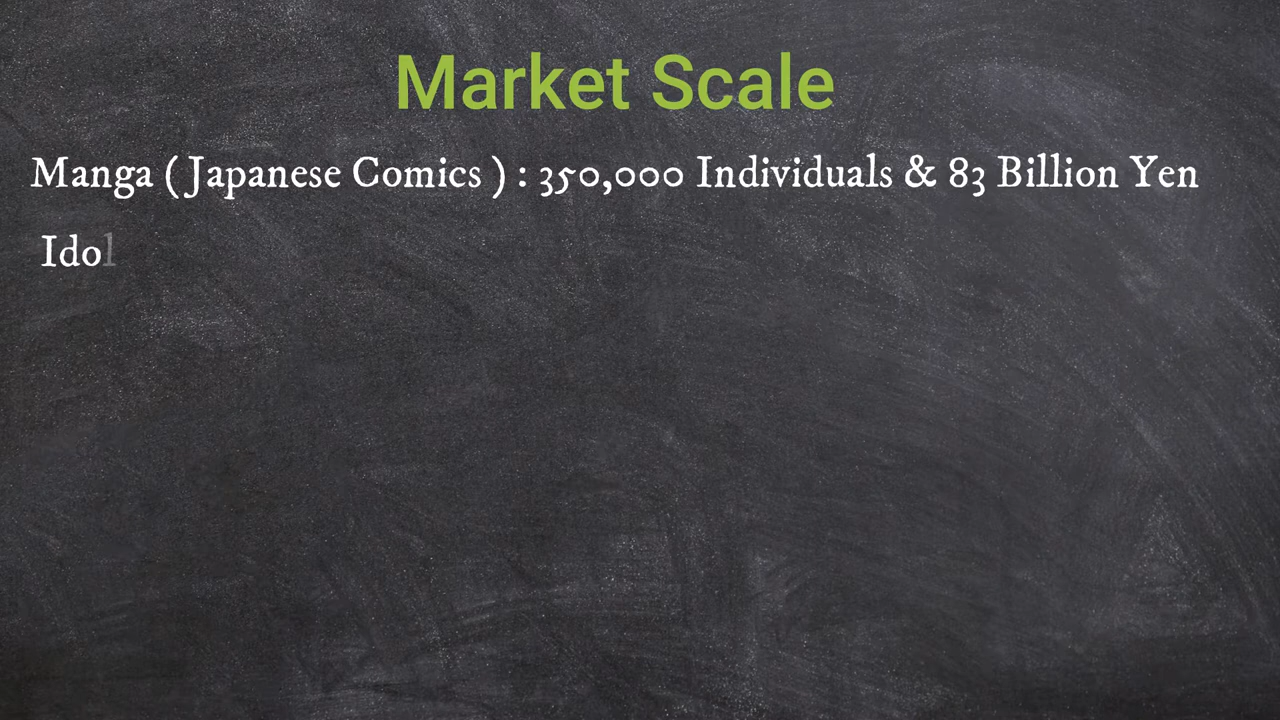 Market Scale
Manga ( Japanese Comics ) : 350,000 Individuals & 83 Billion Yen
Idol